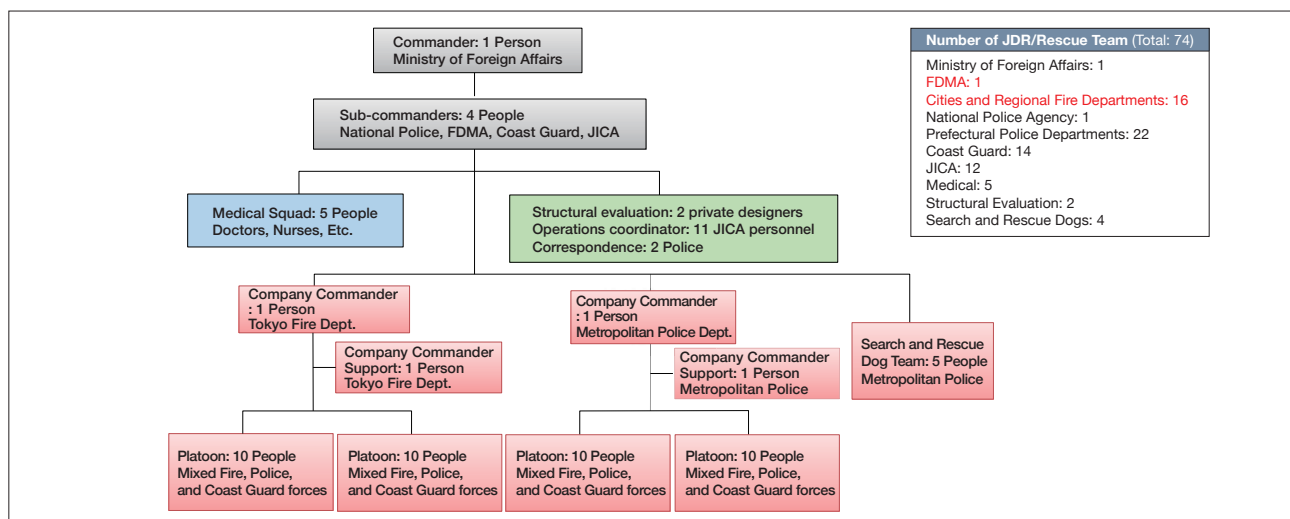 Commander: 1 Person
Ministry of Foreign Affairs
Sub-commanders: 4 People
National Police, FDMA, Coast Guard, JICA
Medical Squad: 5 People
Doctors, Nurses, Etc.
Structural evaluation: 2 private designers
Operations coordinator: 11 JICA personnel
Correspondence: 2 Police
Number of JDR/Rescue Team (Total: 74)
Ministry of Foreign Affairs: 1
FDMA: 1
Cities and Regional Fire Departments: 16
National Police Agency: 1
Prefectural Police Departments: 22
Coast Guard: 14
JICA: 12
Medical: 5
Structural Evaluation: 2
Search and Rescue Dogs: 4
Company Commander
: 1 Person
Tokyo Fire Dept.
Company Commander
Support: 1 Person
Tokyo Fire Dept.
Company Commander
: 1 Person
Metropolitan Police Dept.
Company Commander
Support: 1 Person
Metropolitan Police
Search and Rescue
Dog Team: 5 People
Metropolitan Police
Platoon: 10 People
Mixed Fire, Police,
and Coast Guard forces
Platoon: 10 People
Mixed Fire, Police,
and Coast Guard forces
Platoon: 10 People
Mixed Fire, Police,
and Coast Guard forces
Platoon: 10 People
Mixed Fire, Police,
and Coast Guard forces